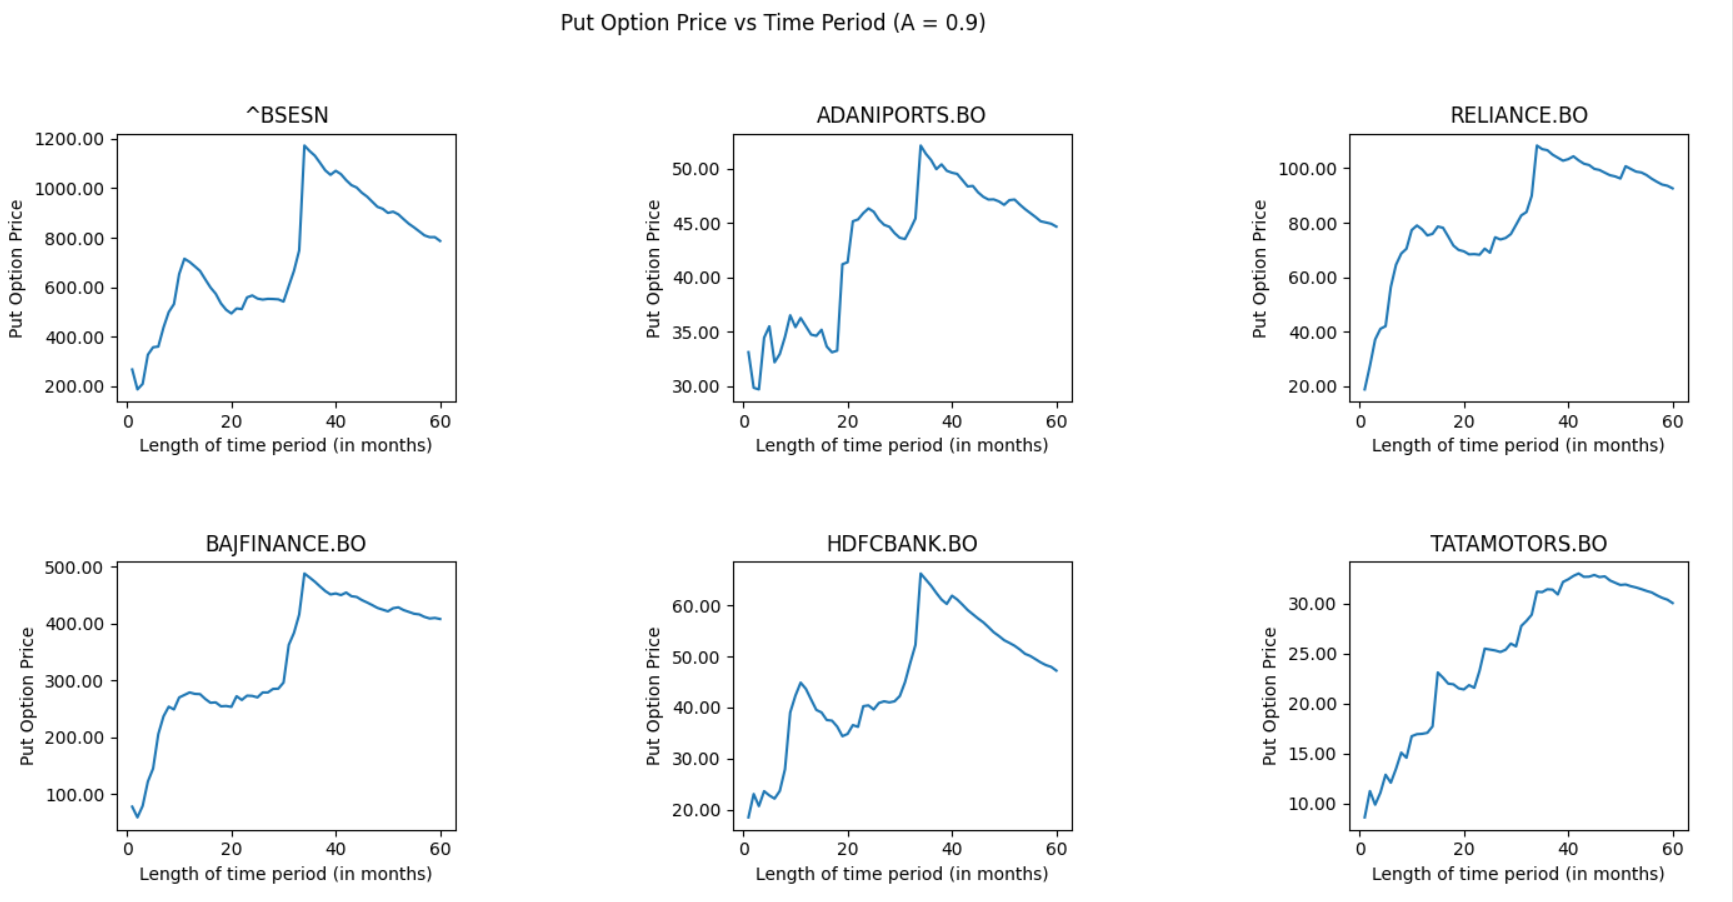 Put Option Price vs Time Period (A = 0.9)
^BSESN
1200.00
1000.00
800.00
600.00
400.00
200.00
Put Option Price
0 20 40 60
Length of time period (in months)
ADANIPORTS.BO
50.00
45.00
40.00
35.00
30.00
Put Option Price
0 20 40 60
Length of time period (in months)
RELIANCE.BO
100.00
80.00
60.00
40.00
20.00
Put Option Price
0 20 40 60
Length of time period (in months)
BAJFINANCE.BO
500.00
400.00
300.00
200.00
100.00
Put Option Price
0 20 40 60
Length of time period (in months)
HDFCBANK.BO
60.00
50.00
40.00
30.00
20.00
Put Option Price
0 20 40 60
Length of time period (in months)
TATAMOTORS.BO
30.00
25.00
20.00
15.00
10.00
Put Option Price
0 20 40 60
Length of time period (in months)